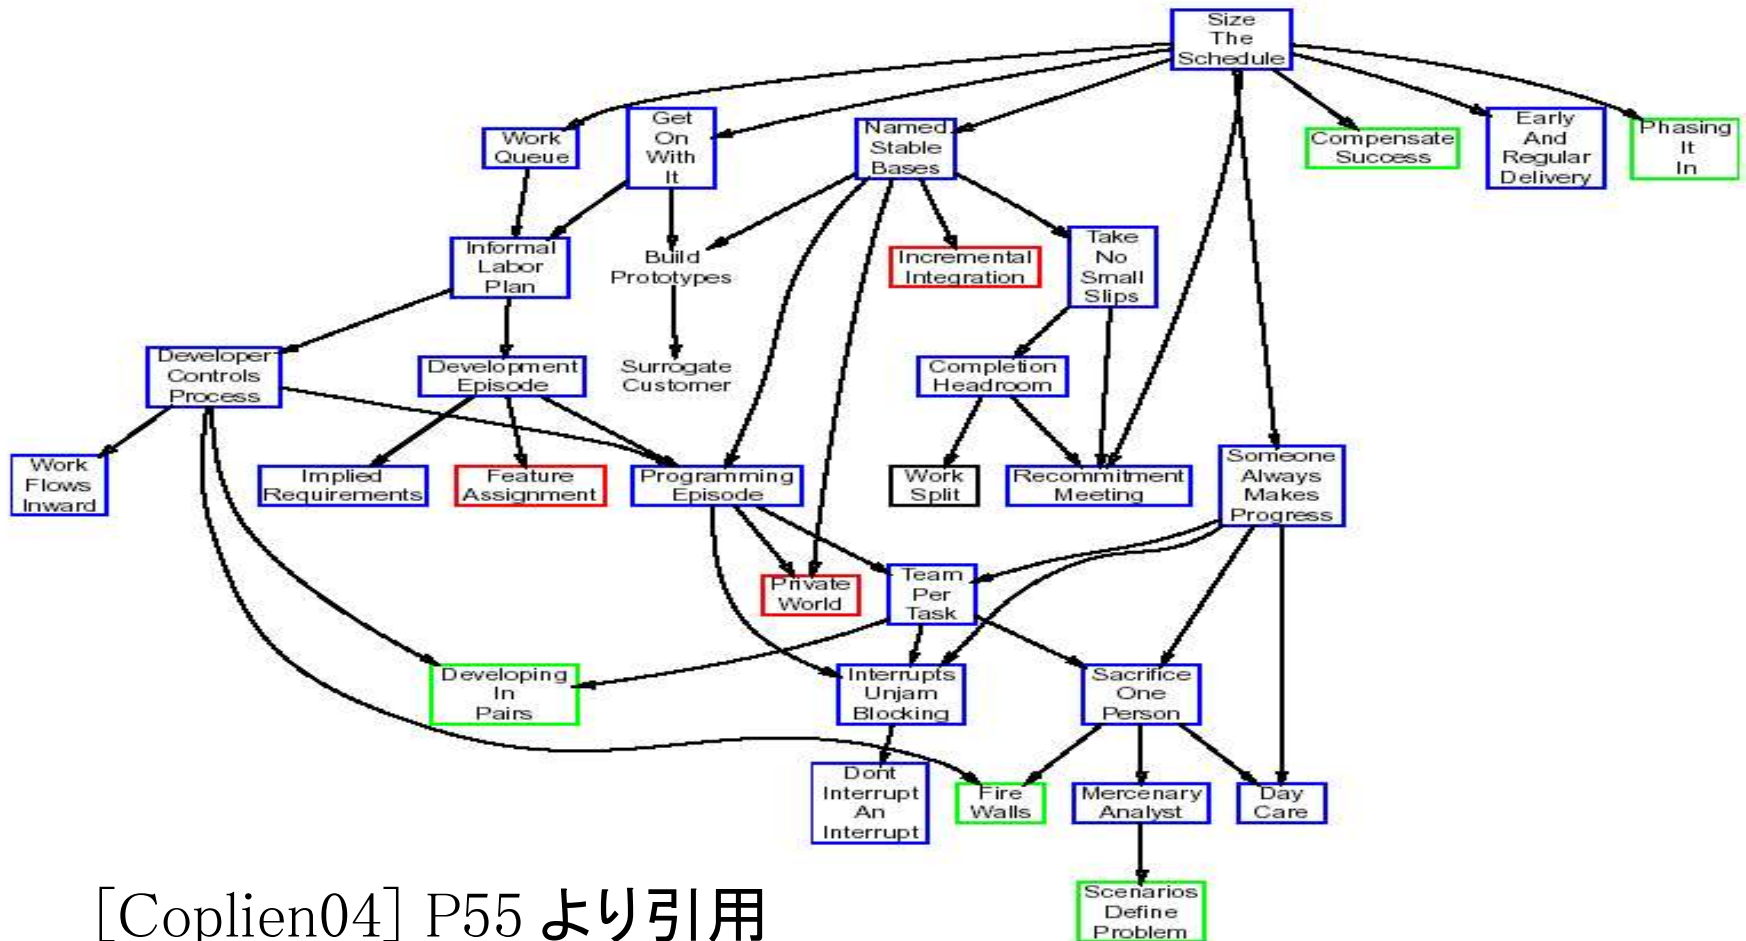 Size
The
Schedule
Work
Queue
Get
On
With
It
Named
Stable
Bases
Compensate
Success
Early
And
Regular
Delivery
Phasing
It
In
Informal
Labor
Plan
Build
Prototypes
Incremental
Integration
Take
No
Small
Slips
Developer
Controls
Process
Development
Episode
Surrogate
Customer
Completion
Headroom
Work
Flows
Inward
Implied
Requirements
Feature
Assignment
Programming
Episode
Work
Split
Recommitment
Meeting
Someone
Always
Makes
Progress
Private
World
Team
Per
Task
Developing
In
Pairs
Interrupts
Unjam
Blocking
Sacrifice
One
Person
Dont
Interrupt
An
Interrupt
Fire
Walls
Mercenary
Analyst
Day
Care
Scenarios
Define
Problem
[Coplien04] P55 より引用